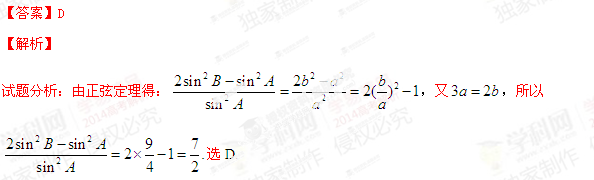 【答案】D
【解析】
试题分析：由正弦定理得：$\frac{2\sin^2 B-\sin^2 A}{\sin^2 A}=\frac{2b^2-a^2}{a^2}=2(\frac{b}{a})^2-1$，又$3a=2b$，所以
$\frac{2\sin^2 B-\sin^2 A}{\sin^2 A}=2\times\frac{9}{4}-1=\frac{7}{2}$.选 D